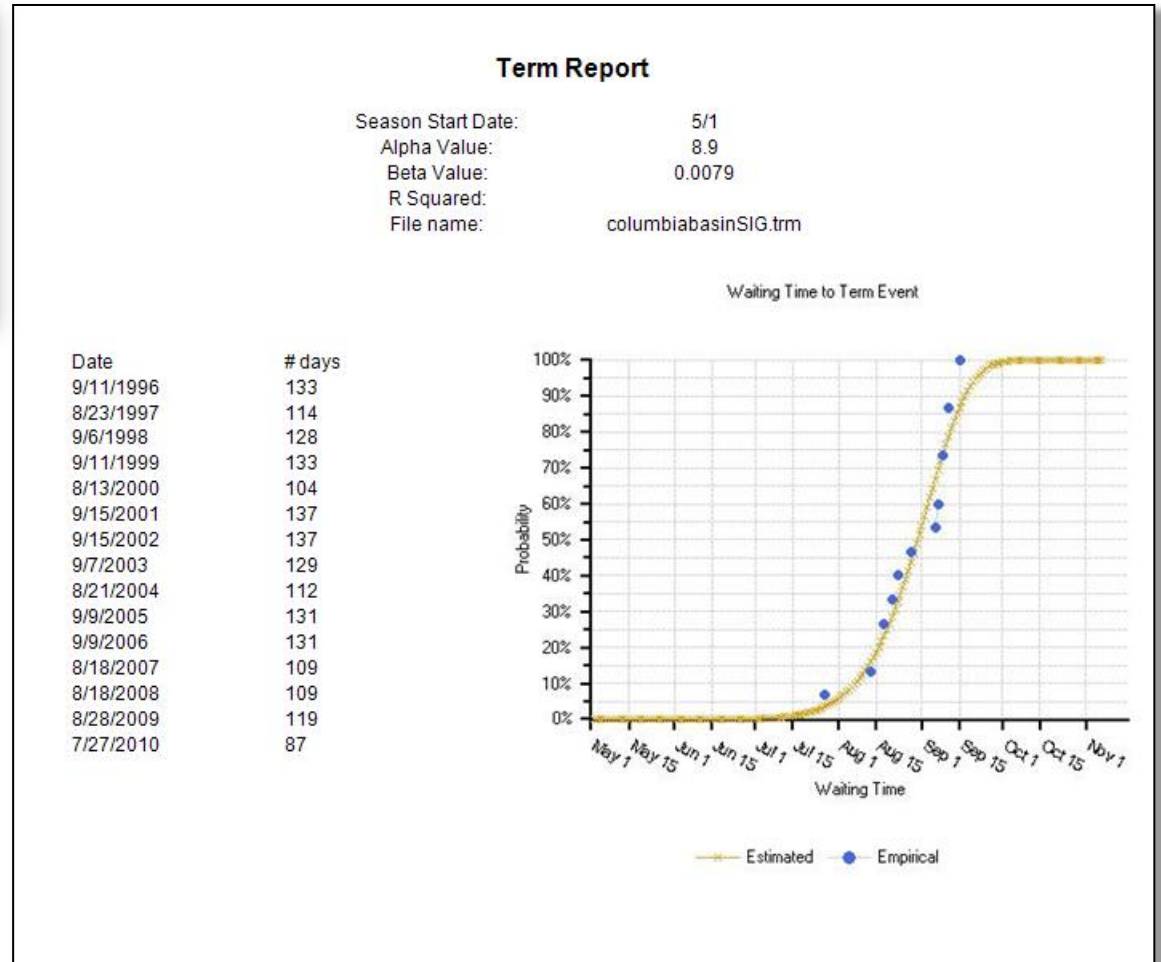 Term Report
Season Start Date: 5/1
Alpha Value: 8.9
Beta Value: 0.0079
R Squared:
File name: columbiabasinSIG.trm
Waiting Time to Term Event
Date # days
9/11/1996 133
8/23/1997 114
9/6/1998 128
9/11/1999 133
8/13/2000 104
9/15/2001 137
9/15/2002 137
9/7/2003 129
8/21/2004 112
9/9/2005 131
9/9/2006 131
8/18/2007 109
8/18/2008 109
8/28/2009 119
7/27/2010 87
100%
90%
80%
70%
60%
50%
40%
30%
20%
10%
0%
Probability
May 1 May 15 Jun 1 Jun 15 Jul 1 Jul 15 Aug 1 Aug 15 Sep 1 Sep 15 Oct 1 Oct 15 Nov 1
Waiting Time
Estimated Empirical